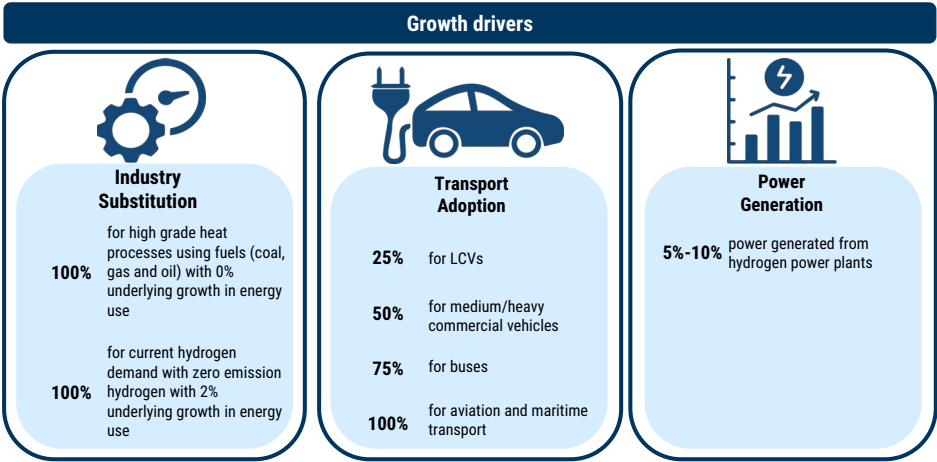 Growth drivers
Industry
Substitution
100%
for high grade heat
processes using fuels (coal,
gas and oil) with 0%
underlying growth in energy
use
100%
for current hydrogen
demand with zero emission
hydrogen with 2%
underlying growth in energy
use
Transport
Adoption
25%
for LCVs
50%
for medium/heavy
commercial vehicles
75%
for buses
100%
for aviation and maritime
transport
Power
Generation
5%-10%
power generated from
hydrogen power plants